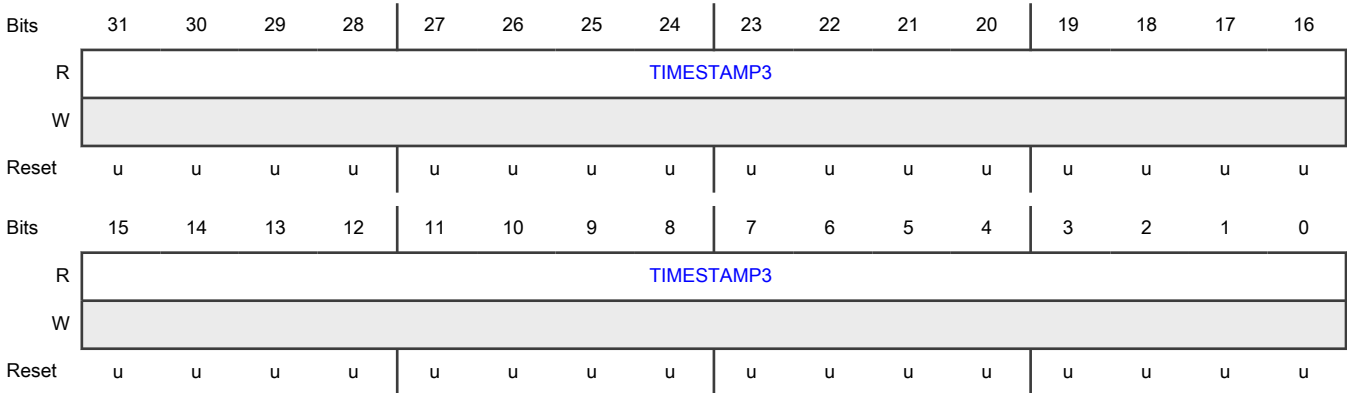 Bits 31 30 29 28 27 26 25 24 23 22 21 20 19 18 17 16
R TIMESTAMP3
W
Reset u u u u u u u u u u u u u u u u
Bits 15 14 13 12 11 10 9 8 7 6 5 4 3 2 1 0
R TIMESTAMP3
W
Reset u u u u u u u u u u u u u u u u